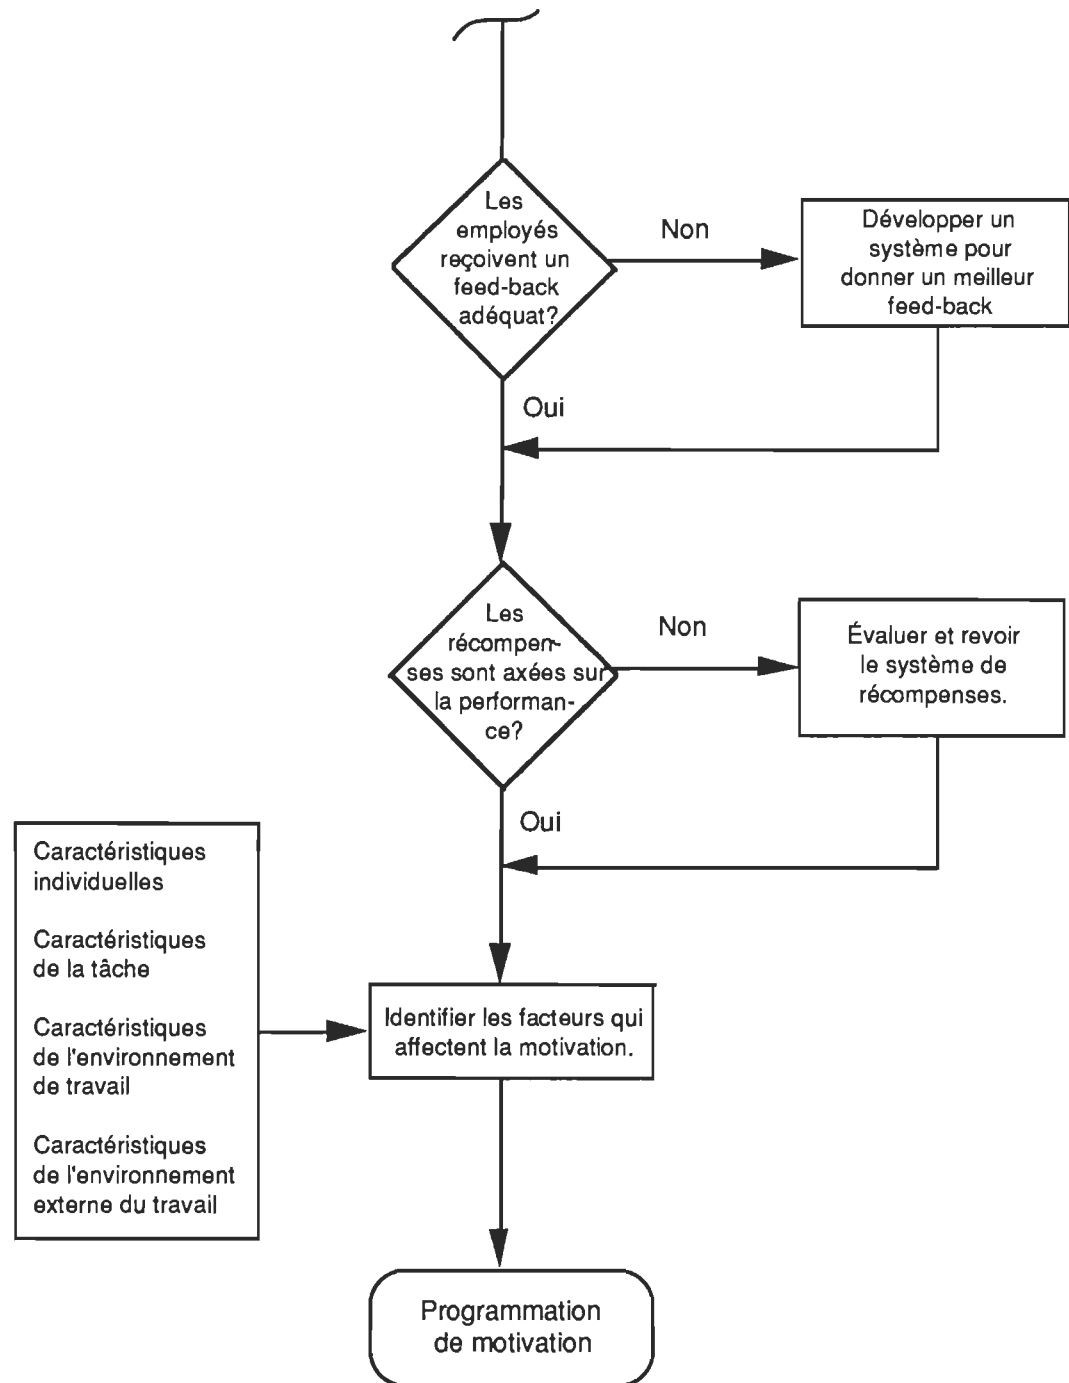 Les
employés
reçoivent un
feed-back
adéquat?
Non
Développer un
système pour
donner un meilleur
feed-back
Oui
Les
récompen-
ses sont axées sur
la performan-
ce?
Non
Évaluer et revoir
le système de
récompenses.
Oui
Caractéristiques
individuelles
Caractéristiques
de la tâche
Caractéristiques
de l'environnement
de travail
Caractéristiques
de l'environnement
externe du travail
Identifier les facteurs qui
affectent la motivation.
Programmation
de motivation